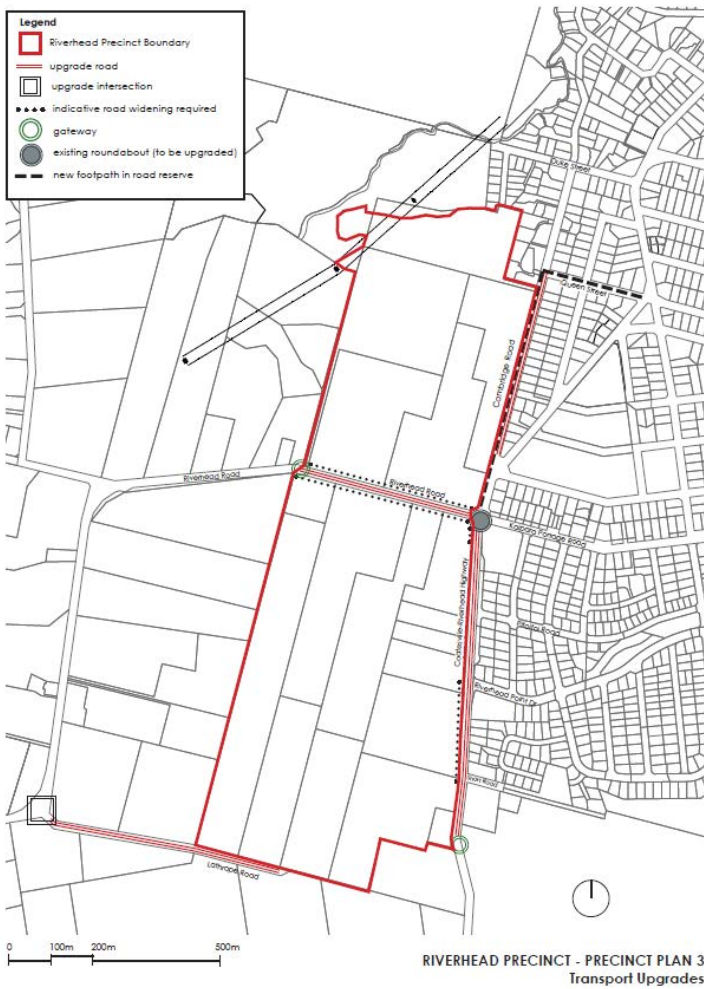 Legend
Riverhead Precinct Boundary
upgrade road
upgrade intersection
indicative road widening required
gateway
existing roundabout (to be upgraded)
new footpath in road reserve
Duke Street
Queen Street
Cambridge Road
Riverhead Road
Riverhead Road
Kaipara Portage Road
Coatesville-Riverhead Highway
Riverhead Point Dr
Road
Lathrope Road
0 100m 200m 500m
RIVERHEAD PRECINCT - PRECINCT PLAN 3
Transport Upgrades